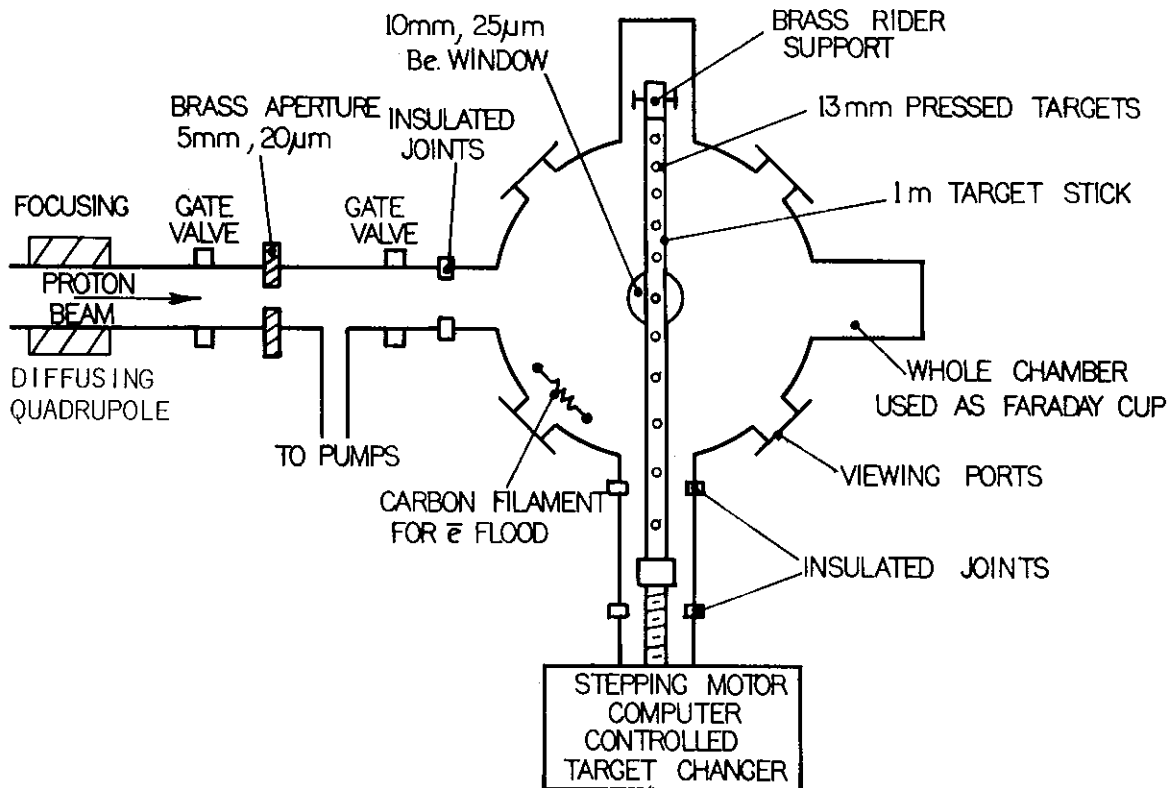 10mm, 25µm
Be. WINDOW
BRASS RIDER
SUPPORT
BRASS APERTURE
5mm, 20µm
INSULATED
JOINTS
13mm PRESSED TARGETS
1m TARGET STICK
FOCUSING
GATE
VALVE
GATE
VALVE
PROTON
BEAM
DIFFUSING
QUADRUPOLE
TO PUMPS
WHOLE CHAMBER
USED AS FARADAY CUP
VIEWING PORTS
CARBON FILAMENT
FOR e̅ FLOOD
INSULATED JOINTS
STEPPING MOTOR
COMPUTER
CONTROLLED
TARGET CHANGER